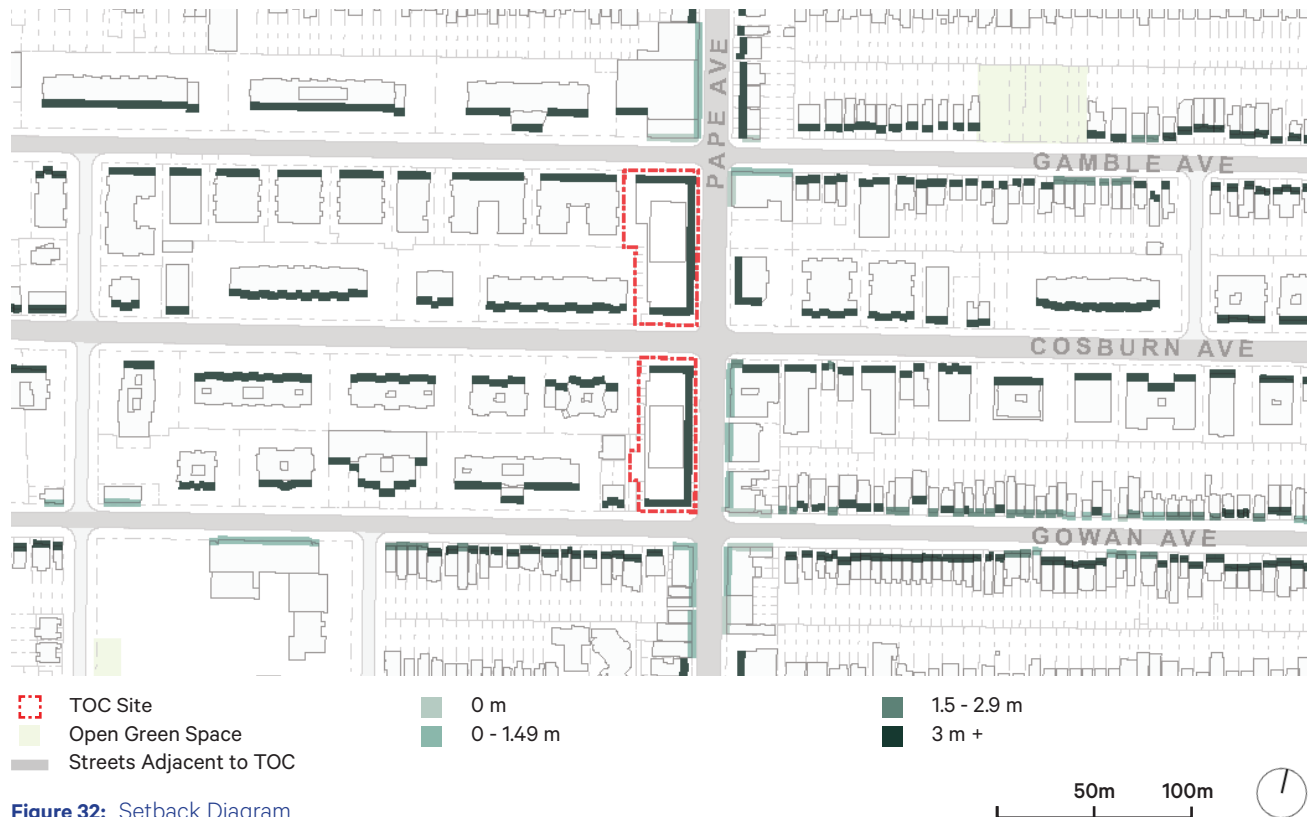 PAPE AVE
GAMBLE AVE
COSBURN AVE
GOWAN AVE
TOC Site
Open Green Space
Streets Adjacent to TOC
0 m
0 - 1.49 m
1.5 - 2.9 m
3 m +
50m 100m
Figure 32: Setback Diagram